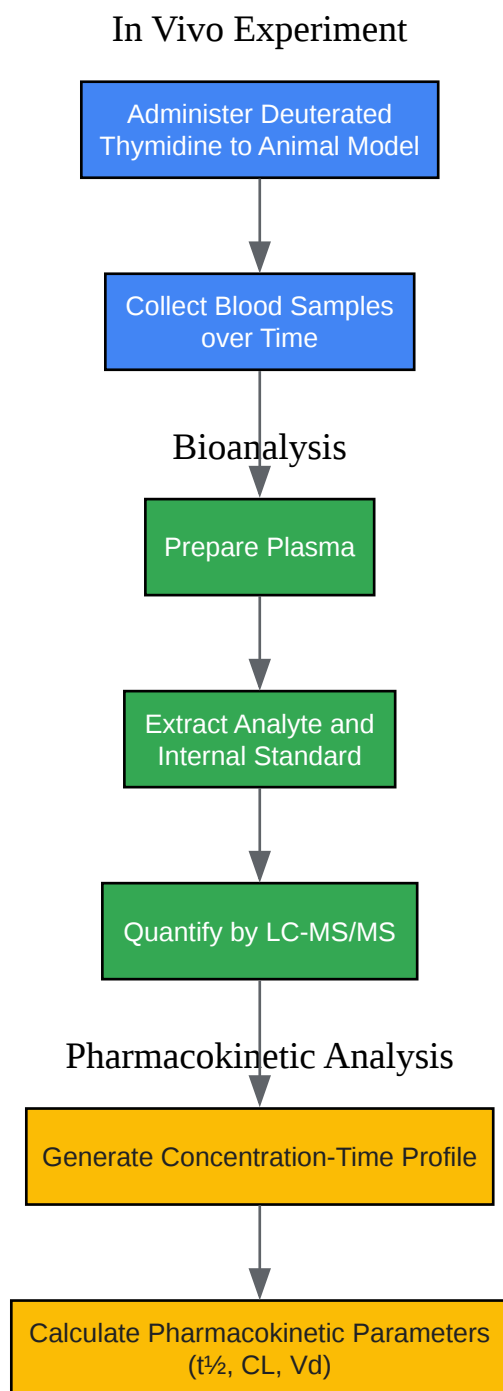 In Vivo Experiment
Administer Deuterated
Thymidine to Animal Model
Collect Blood Samples
over Time
Bioanalysis
Prepare Plasma
Extract Analyte and
Internal Standard
Quantify by LC-MS/MS
Pharmacokinetic Analysis
Generate Concentration-Time Profile
Calculate Pharmacokinetic Parameters
(t½, CL, Vd)